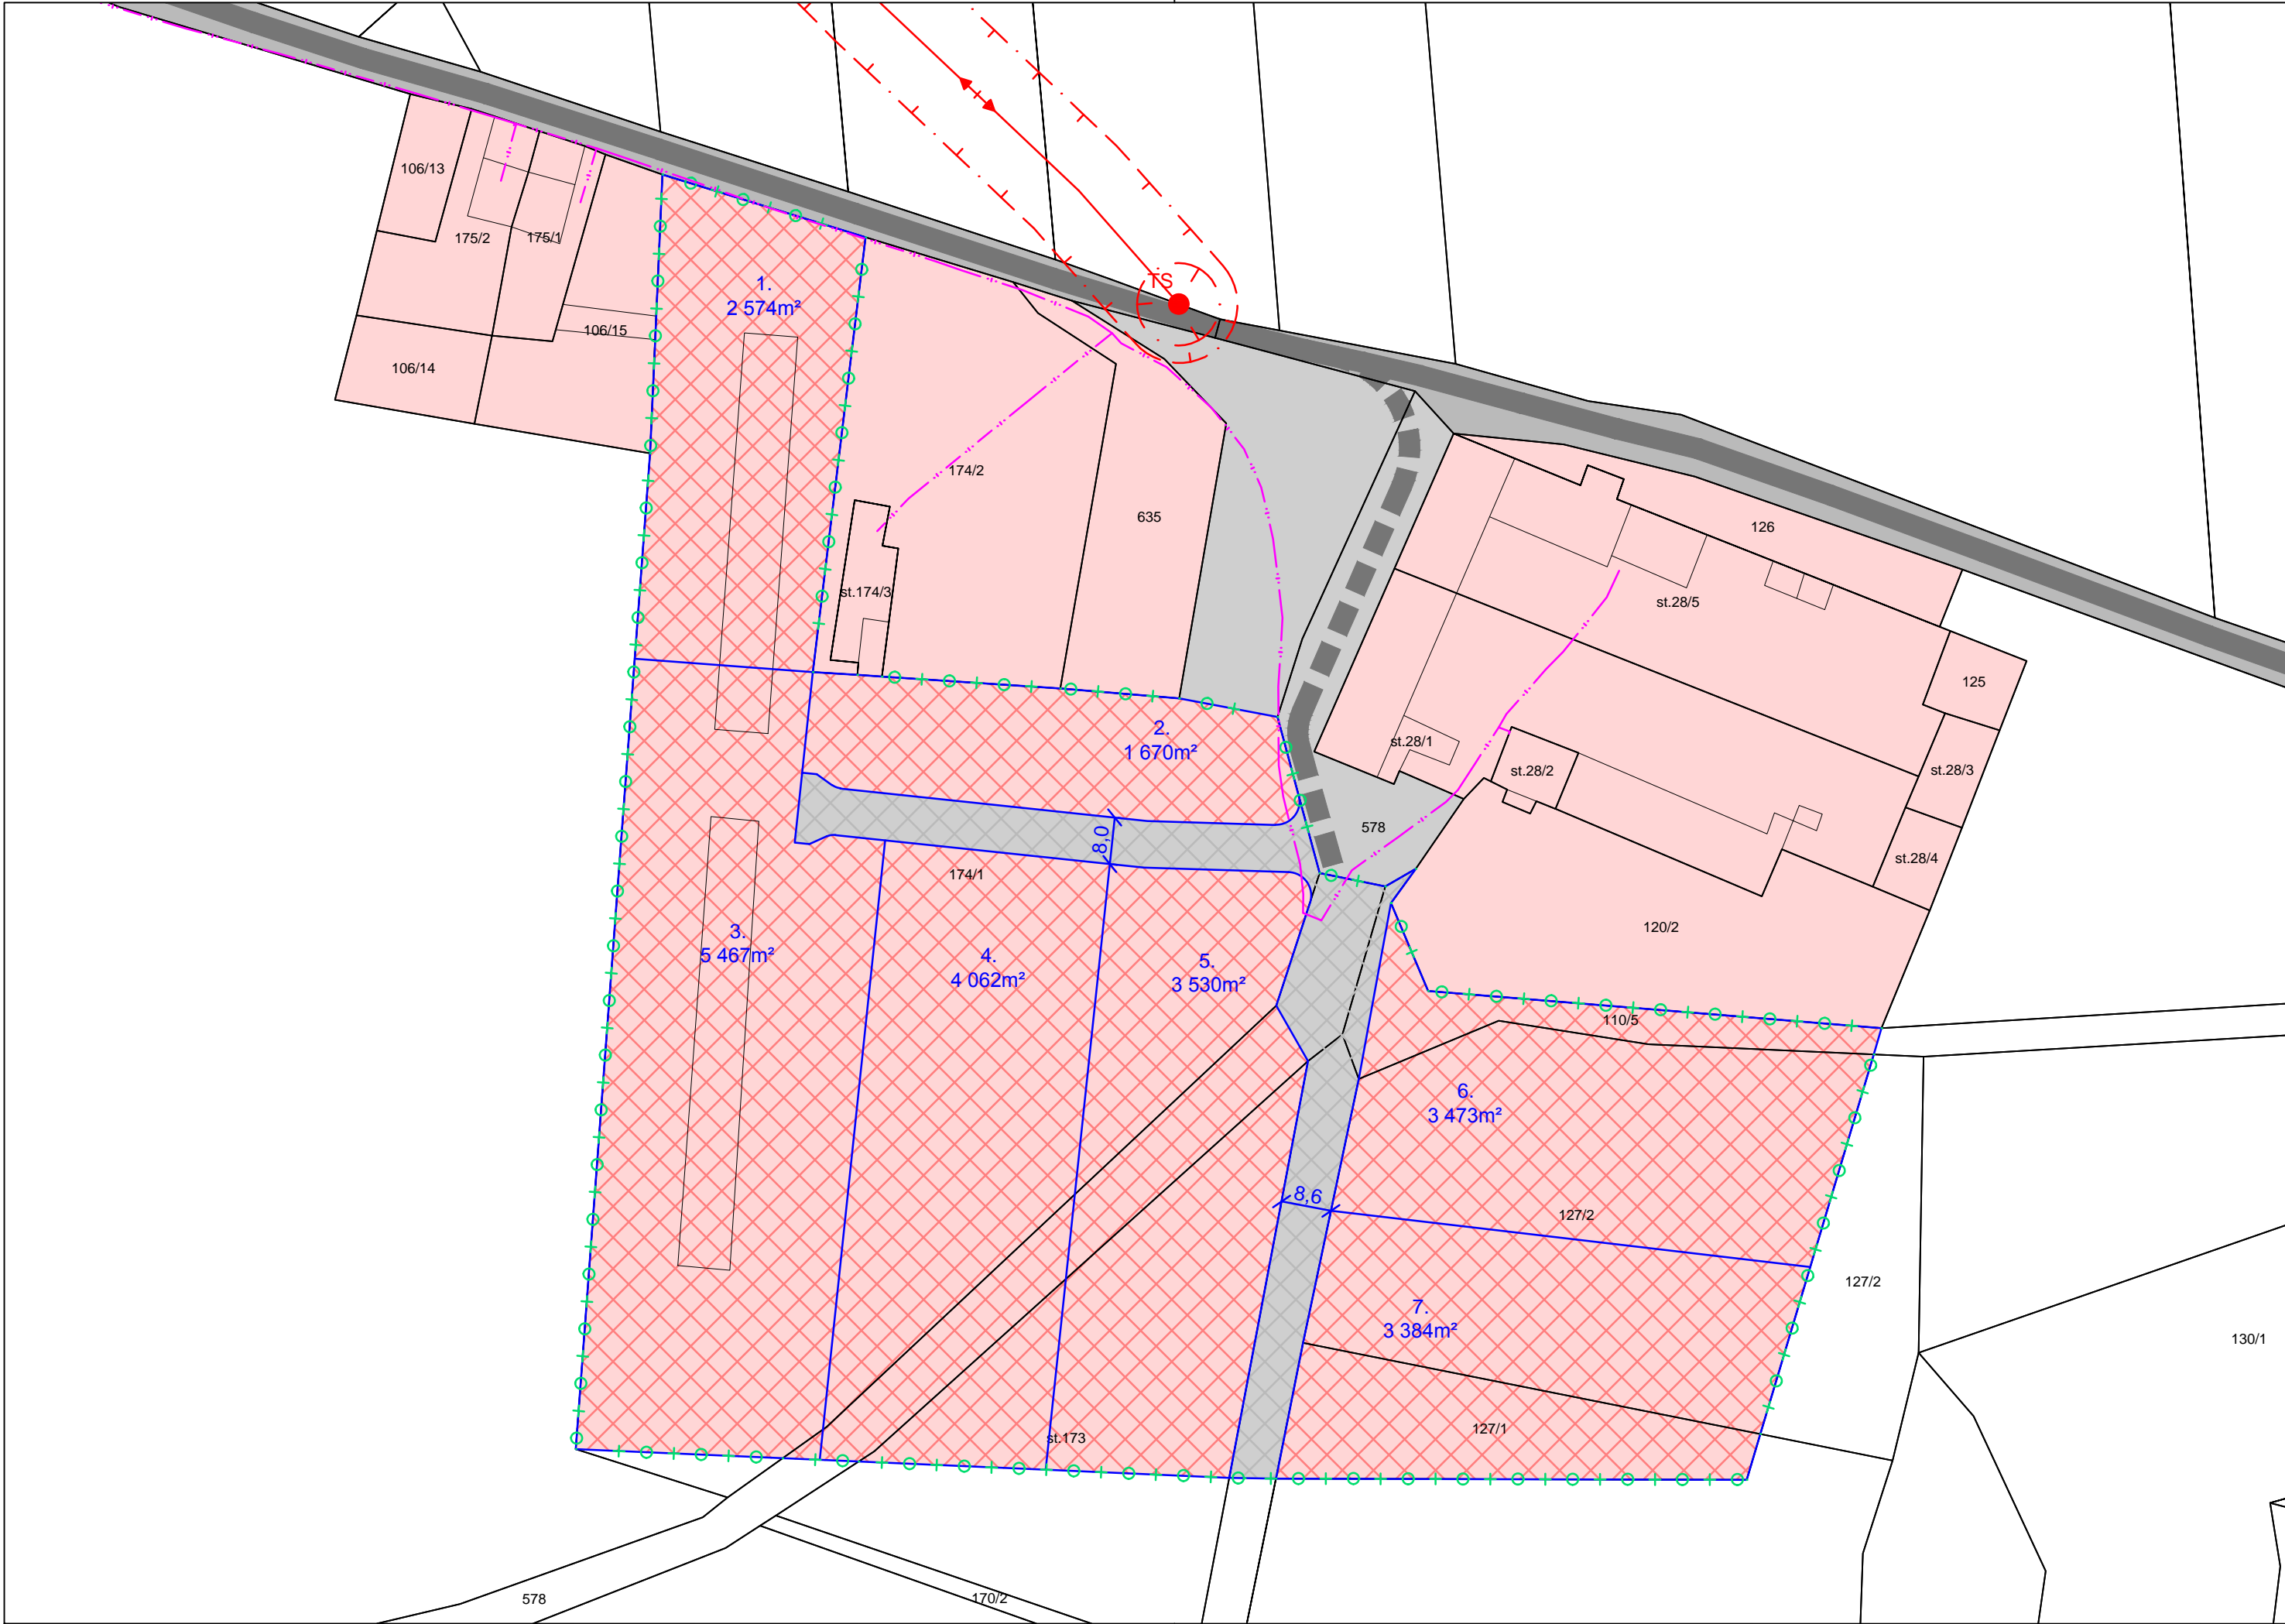 106/13
175/2
175/1
106/15
106/14
1.
2 574m²
TS
174/2
635
126
st.174/3
st.28/5
125
2.
1 670m²
st.28/1
st.28/2
st.28/3
8,0
578
st.28/4
174/1
3.
5 467m²
4.
4 062m²
5.
3 530m²
120/2
110/5
6.
3 473m²
8,6
127/2
127/2
7.
3 384m²
130/1
st.173
127/1
578
170/2